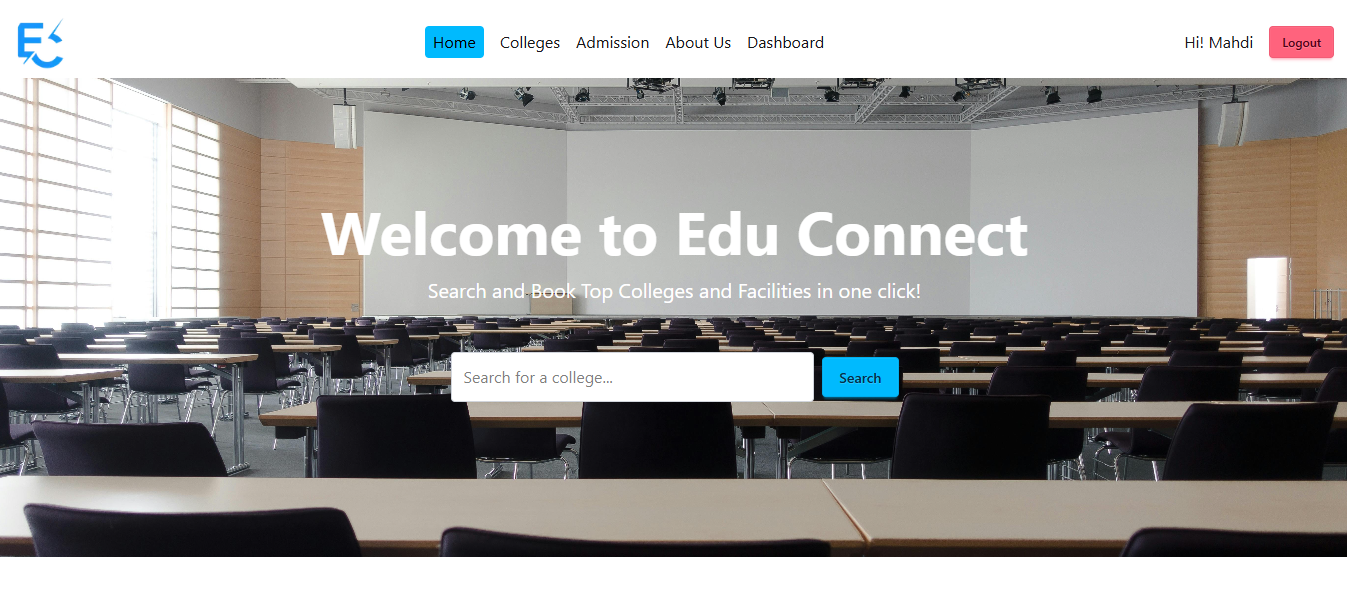 EC
Home Colleges Admission About Us Dashboard Hi! Mahdi Logout
Welcome to Edu Connect
Search and Book Top Colleges and Facilities in one click!
Search for a college... Search